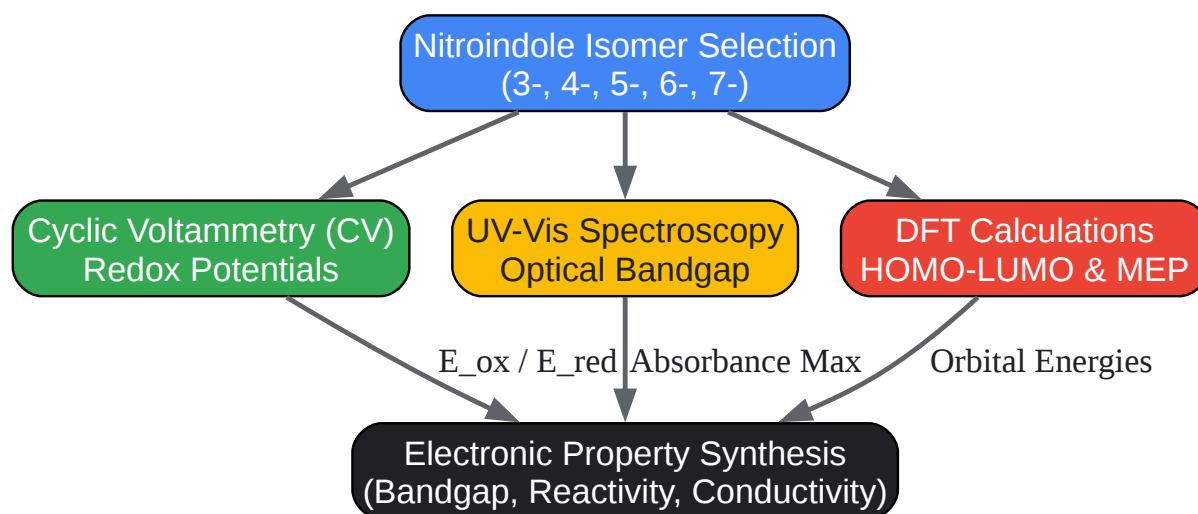 Nitroindole Isomer Selection
(3-, 4-, 5-, 6-, 7-)
Cyclic Voltammetry (CV)
Redox Potentials
UV-Vis Spectroscopy
Optical Bandgap
DFT Calculations
HOMO-LUMO & MEP
E_ox / E_red
Absorbance Max
Orbital Energies
Electronic Property Synthesis
(Bandgap, Reactivity, Conductivity)